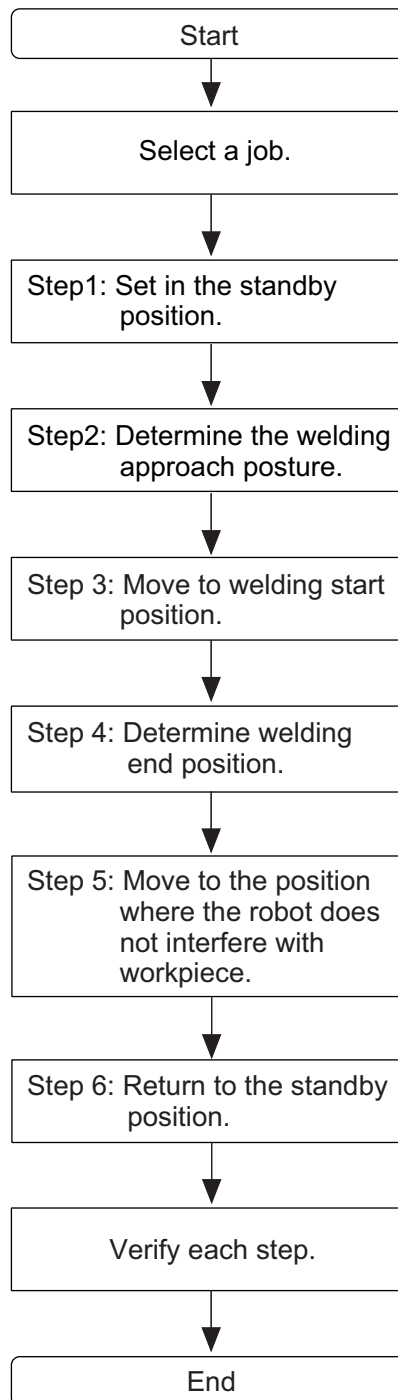 Start
Select a job.
Step1: Set in the standby
position.
Step2: Determine the welding
approach posture.
Step 3: Move to welding start
position.
Step 4: Determine welding
end position.
Step 5: Move to the position
where the robot does
not interfere with
workpiece.
Step 6: Return to the standby
position.
Verify each step.
End